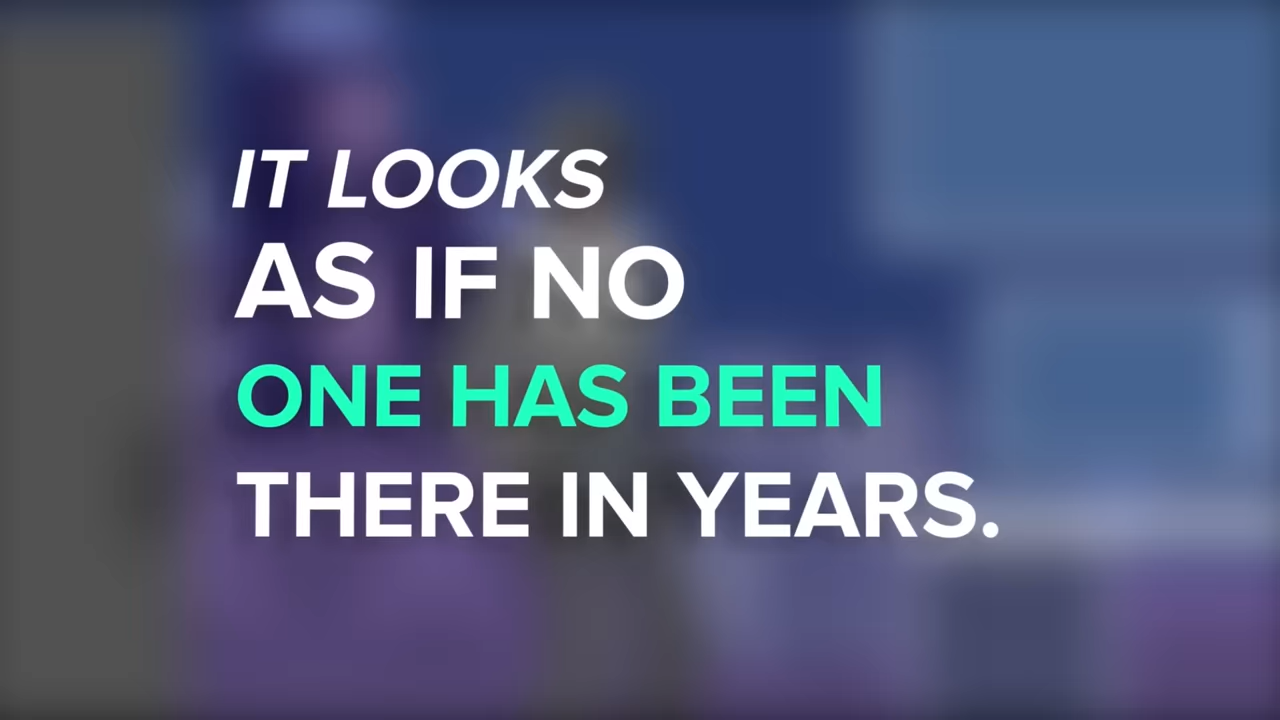 IT LOOKS
AS IF NO
ONE HAS BEEN
THERE IN YEARS.